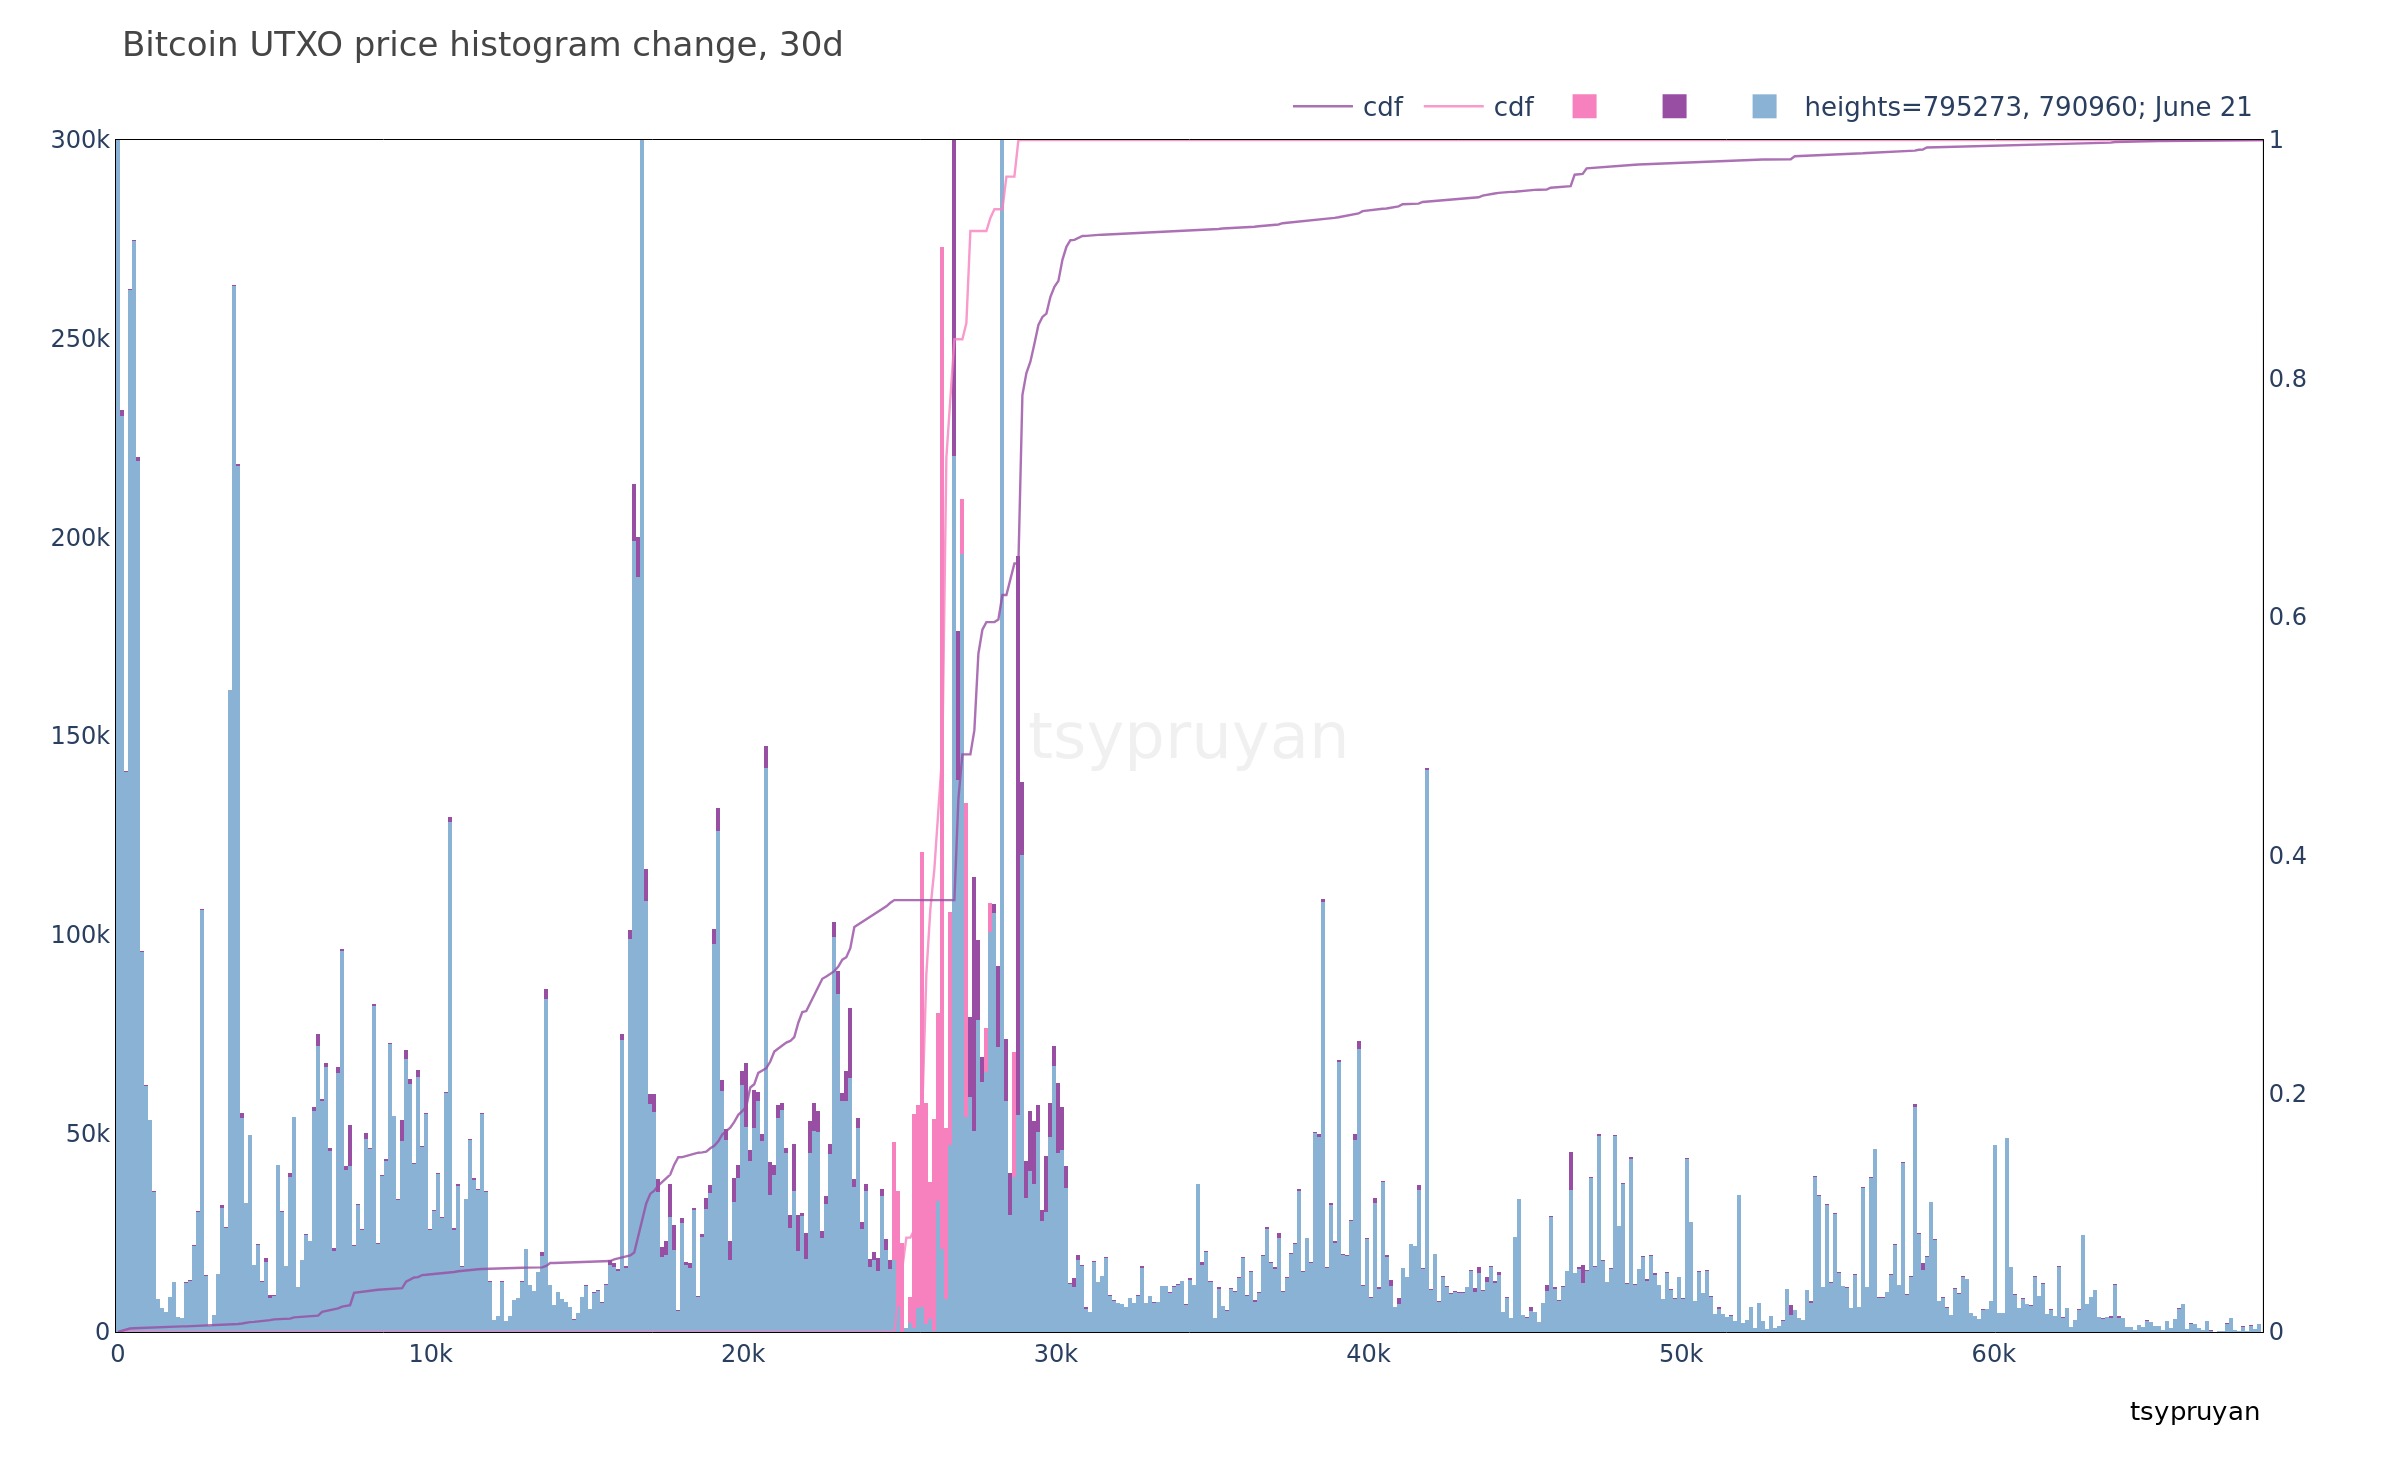 Bitcoin UTXO price histogram change, 30d
cdf cdf heights=795273, 790960; June 21
300k
250k
200k
150k
100k
50k
0
1
0.8
0.6
0.4
0.2
0
tsypruyan
0 10k 20k 30k 40k 50k 60k
tsypruyan